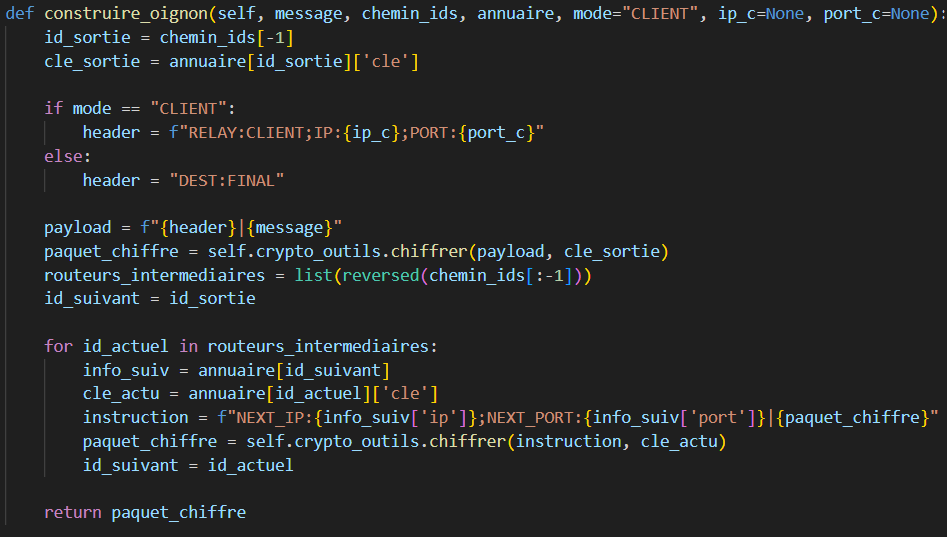 def construire_oignon(self, message, chemin_ids, annuaire, mode="CLIENT", ip_c=None, port_c=None):
    id_sortie = chemin_ids[-1]
    cle_sortie = annuaire[id_sortie]['cle']

    if mode == "CLIENT":
        header = f"RELAY:CLIENT;IP:{ip_c};PORT:{port_c}"
    else:
        header = "DEST:FINAL"

    payload = f"{header}|{message}"
    paquet_chiffre = self.crypto_outils.chiffrer(payload, cle_sortie)
    routeurs_intermediaires = list(reversed(chemin_ids[:-1]))
    id_suivant = id_sortie

    for id_actuel in routeurs_intermediaires:
        info_suiv = annuaire[id_suivant]
        cle_actu = annuaire[id_actuel]['cle']
        instruction = f"NEXT_IP:{info_suiv['ip']};NEXT_PORT:{info_suiv['port']}|{paquet_chiffre}"
        paquet_chiffre = self.crypto_outils.chiffrer(instruction, cle_actu)
        id_suivant = id_actuel

    return paquet_chiffre